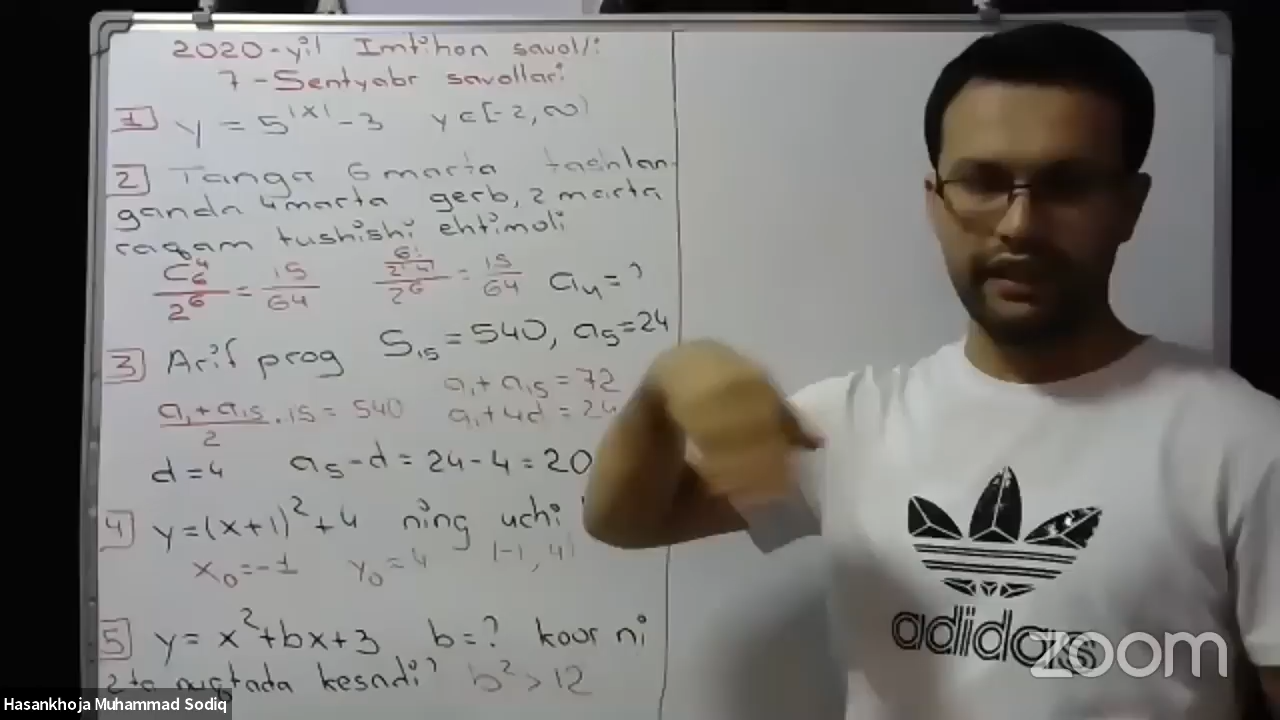 2020-yil Imtihon savol/:
7-Sentyabr savollari
1 y = 5^|x| - 3 y ∈ [-2, ∞)
2) Tanga 6 marta tashlan-
ganda 4 marta gerb, 2 marta
raqam tushishi ehtimoli
C₆⁴/2⁶ = 15/64 (6!/(2!·4!))/2⁶ = 15/64 a₄ = ?
3) Arif prog S₁₅ = 540, a₅ = 24
a₁ + a₁₅ = 72
(a₁ + a₁₅)/2 · 15 = 540 a₁ + 4d = 24
d = 4 a₅ - d = 24 - 4 = 20
4) y = (x+1)² + 4 ning uchi
x₀ = -1 y₀ = 4 (-1, 4)
5) y = x² + bx + 3 b = ? koor ni
2 ta nuqtada kesadi? b² > 12
adidas
zoom
Hasankhoja Muhammad Sodiq